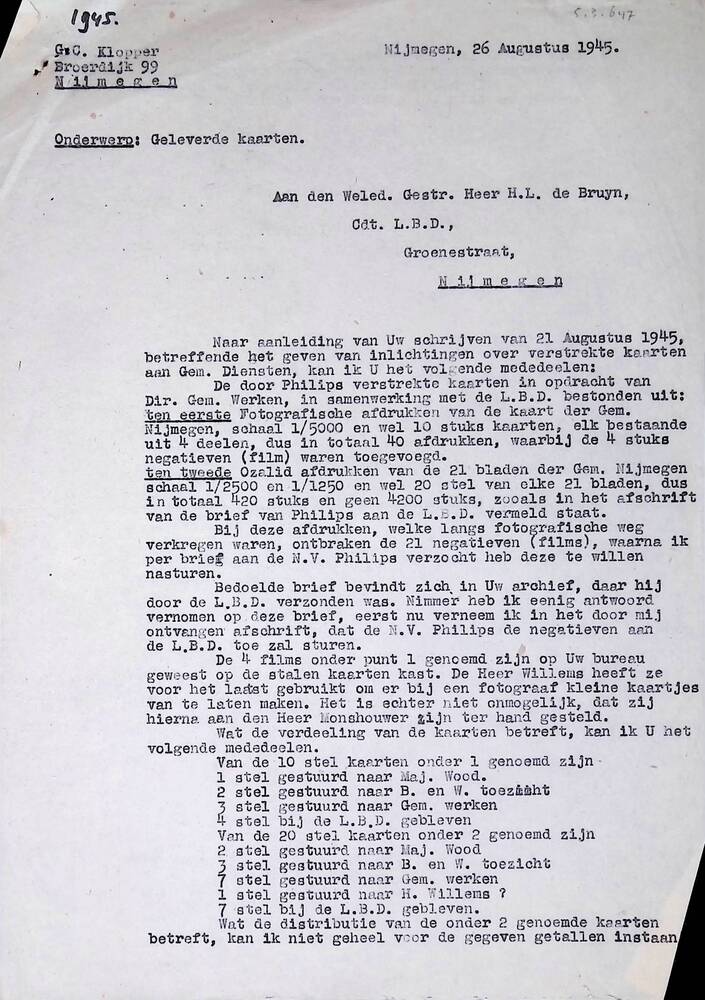 1945.
5.3.647
G.C. Klopper
Broerdijk 99
N i j m e g e n
Nijmegen, 26 Augustus 1945.
Onderwerp: Geleverde kaarten.
Aan den Weled. Gestr. Heer H.L. de Bruyn,
Cdt. L.B.D.,
Groenestraat,
N i j m e g e n
Naar aanleiding van Uw schrijven van 21 Augustus 1945,
betreffende het geven van inlichtingen over verstrekte kaarten
aan Gem. Diensten, kan ik U het volgende mededeelen:
De door Philips verstrekte kaarten in opdracht van
Dir. Gem. Werken, in samenwerking met de L.B.D. bestonden uit:
ten eerste Fotografische afdrukken van de kaart der Gem.
Nijmegen, schaal 1/5000 en wel 10 stuks kaarten, elk bestaande
uit 4 deelen, dus in totaal 40 afdrukken, waarbij de 4 stuks
negatieven (film) waren toegevoegd.
ten tweede Ozalid afdrukken van de 21 bladen der Gem. Nijmegen
schaal 1/2500 en 1/1250 en wel 20 stel van elke 21 bladen, dus
in totaal 420 stuks en geen 4200 stuks, zooals in het afschrift
van de brief van Philips aan de L.B.D. vermeld staat.
Bij deze afdrukken, welke langs fotografische weg
verkregen waren, ontbraken de 21 negatieven (films), waarna ik
per brief aan de N.V. Philips verzocht heb deze te willen
nasturen.
Bedoelde brief bevindt zich in Uw archief, daar hij
door de L.B.D. verzonden was. Nimmer heb ik eenig antwoord
vernomen op deze brief, eerst nu verneem ik in het door mij
ontvangen afschrift, dat de N.V. Philips de negatieven aan
de L.B.D. toe zal sturen.
De 4 films onder punt 1 genoemd zijn op Uw bureau
geweest op de stalen kaarten kast. De Heer Willems heeft ze
voor het laatst gebruikt om er bij een fotograaf kleine kaartjes
van te laten maken. Het is echter niet onmogelijk, dat zij
hierna aan den Heer Monshouwer zijn ter hand gesteld.
Wat de verdeeling van de kaarten betreft, kan ik U het
volgende mededeelen.
Van de 10 stel kaarten onder 1 genoemd zijn
1 stel gestuurd naar Maj. Wood.
2 stel gestuurd naar B. en W. toezicht
3 stel gestuurd naar Gem. werken
4 stel bij de L.B.D. gebleven
Van de 20 stel kaarten onder 2 genoemd zijn
2 stel gestuurd naar Maj. Wood
3 stel gestuurd naar B. en W. toezicht
7 stel gestuurd naar Gem. werken
1 stel gestuurd naar H. Willems ?
7 stel bij de L.B.D. gebleven.
Wat de distributie van de onder 2 genoemde kaarten
betreft, kan ik niet geheel voor de gegeven getallen instaan